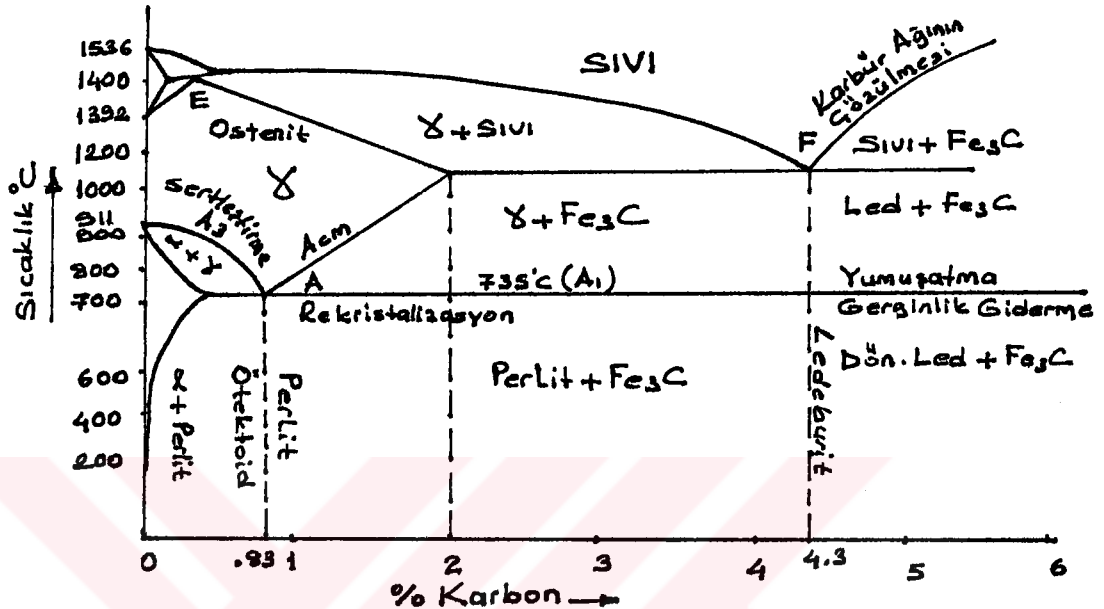 1536
1400
1392
1200
1000
911
900
800
700
600
400
200
Sıcaklık °C
SIVI
Karbür Ağının
Çözülmesi
E
Ostenit
γ + Sıvı
F
Sıvı + Fe3C
γ
Sertleştirme
A3
Acm
γ + Fe3C
Led + Fe3C
α + γ
A
735°C (A1)
Yumuşatma
Rekristalizasyon
Gerginlik Giderme
α + Perlit
Ötektoid
Perlit
Perlit + Fe3C
Ledeburit
Dön. Led + Fe3C
0 .83 1 2 3 4 4.3 5 6
% Karbon